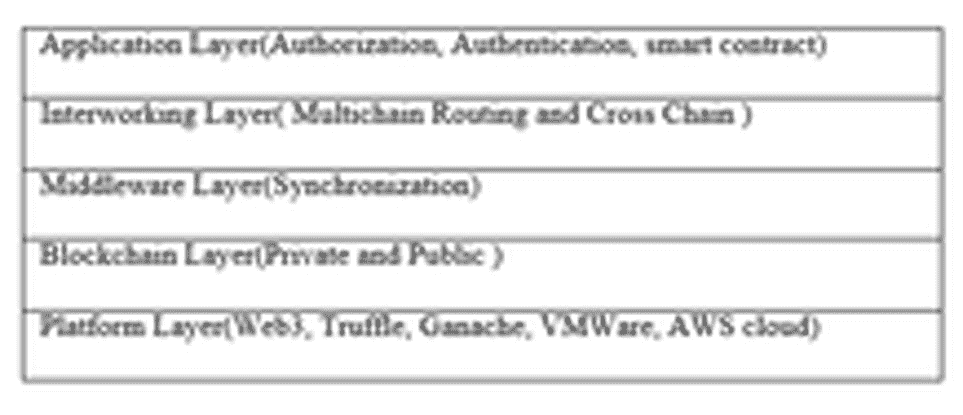 Application Layer(Authorization, Authentication, smart contract)
Interworking Layer( Multichain Routing and Cross Chain )
Middleware Layer(Synchronization)
Blockchain Layer(Private and Public )
Platform Layer(Web3, Truffle, Ganache, VMWare, AWS cloud)